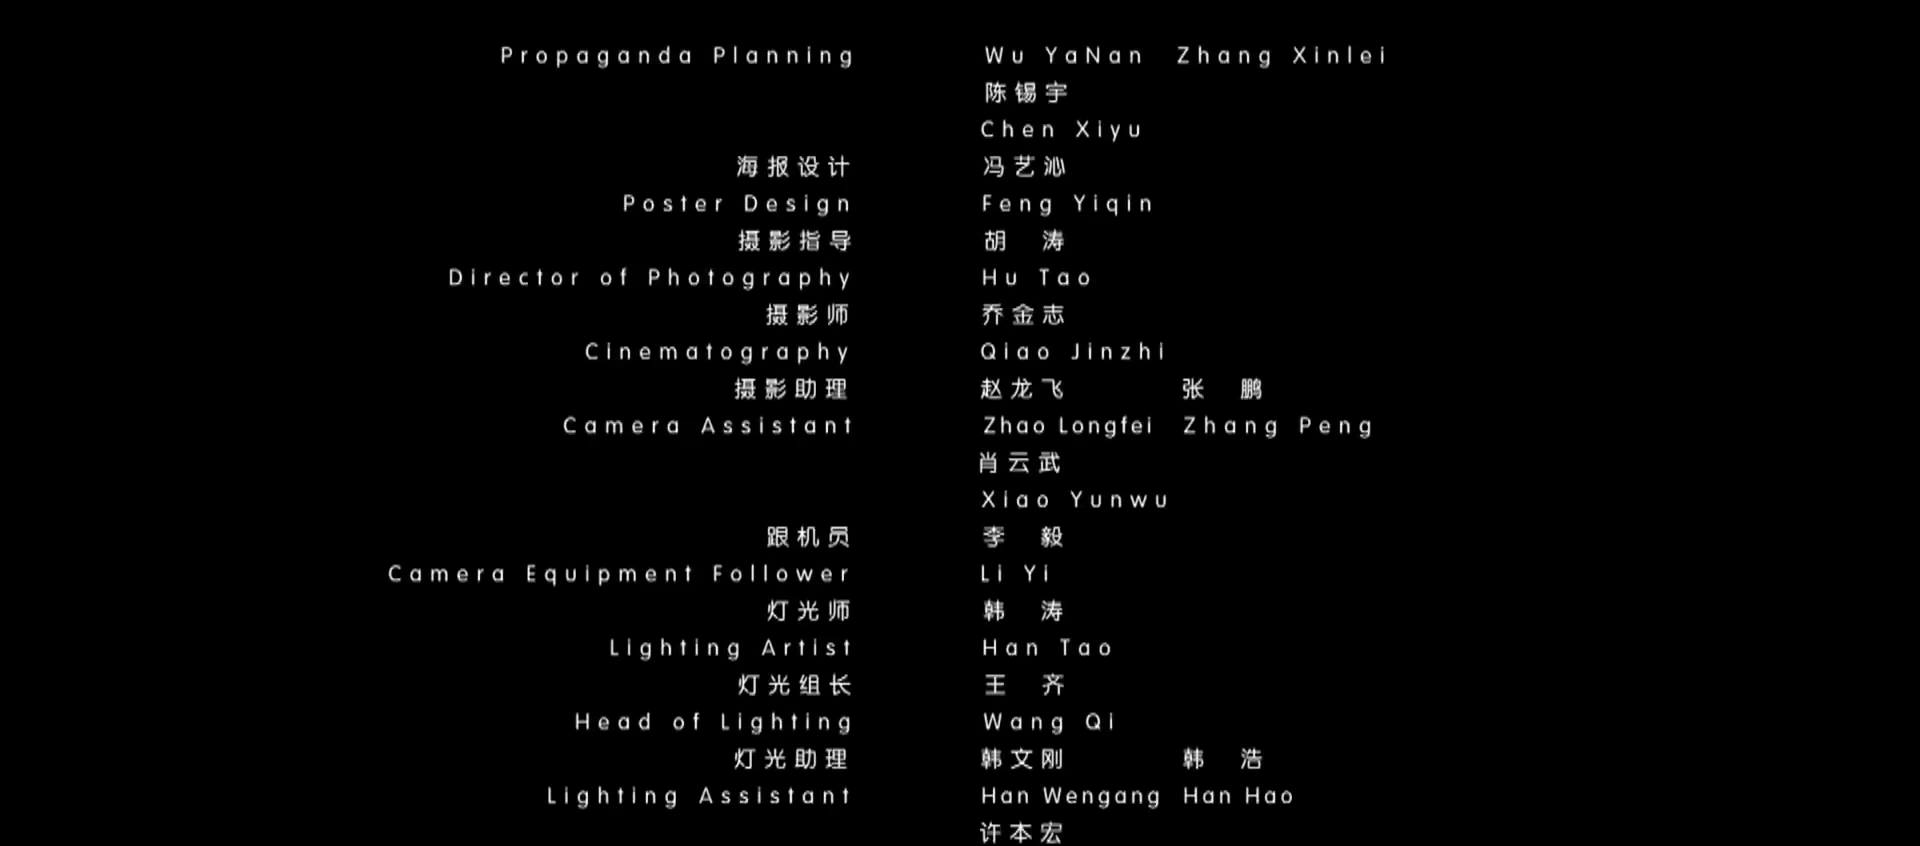 Propaganda Planning Wu YaNan Zhang Xinlei
陈锡宇
Chen Xiyu
海报设计 冯艺沁
Poster Design Feng Yiqin
摄影指导 胡 涛
Director of Photography Hu Tao
摄影师 乔金志
Cinematography Qiao Jinzhi
摄影助理 赵龙飞 张 鹏
Camera Assistant Zhao Longfei Zhang Peng
肖云武
Xiao Yunwu
跟机员 李 毅
Camera Equipment Follower Li Yi
灯光师 韩 涛
Lighting Artist Han Tao
灯光组长 王 齐
Head of Lighting Wang Qi
灯光助理 韩文刚 韩 浩
Lighting Assistant Han Wengang Han Hao
许本宏